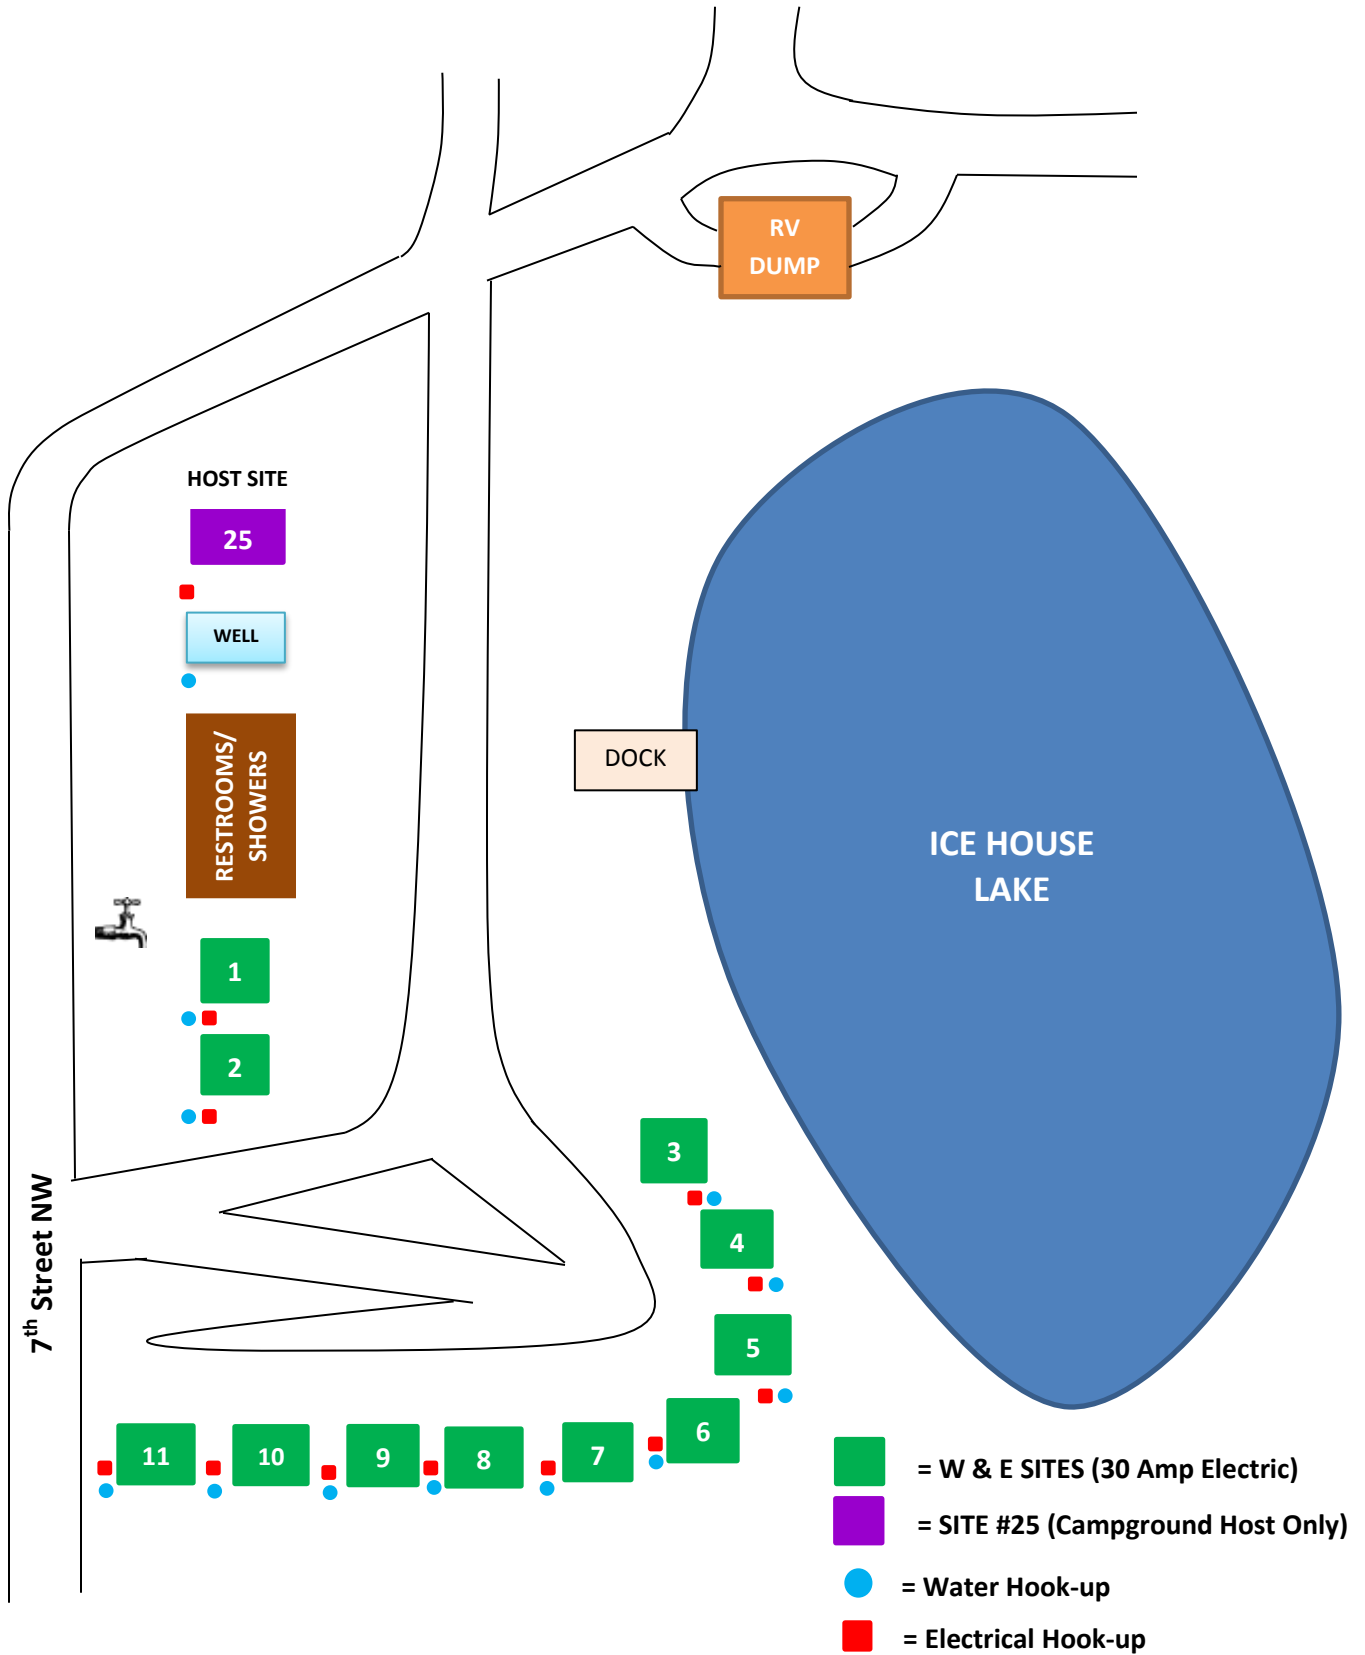 RV
DUMP
HOST SITE
25
WELL
RESTROOMS/
SHOWERS
DOCK
ICE HOUSE
LAKE
1
2
3
4
5
6
7
8
9
10
11
7th Street NW
= W & E SITES (30 Amp Electric)
= SITE #25 (Campground Host Only)
= Water Hook-up
= Electrical Hook-up